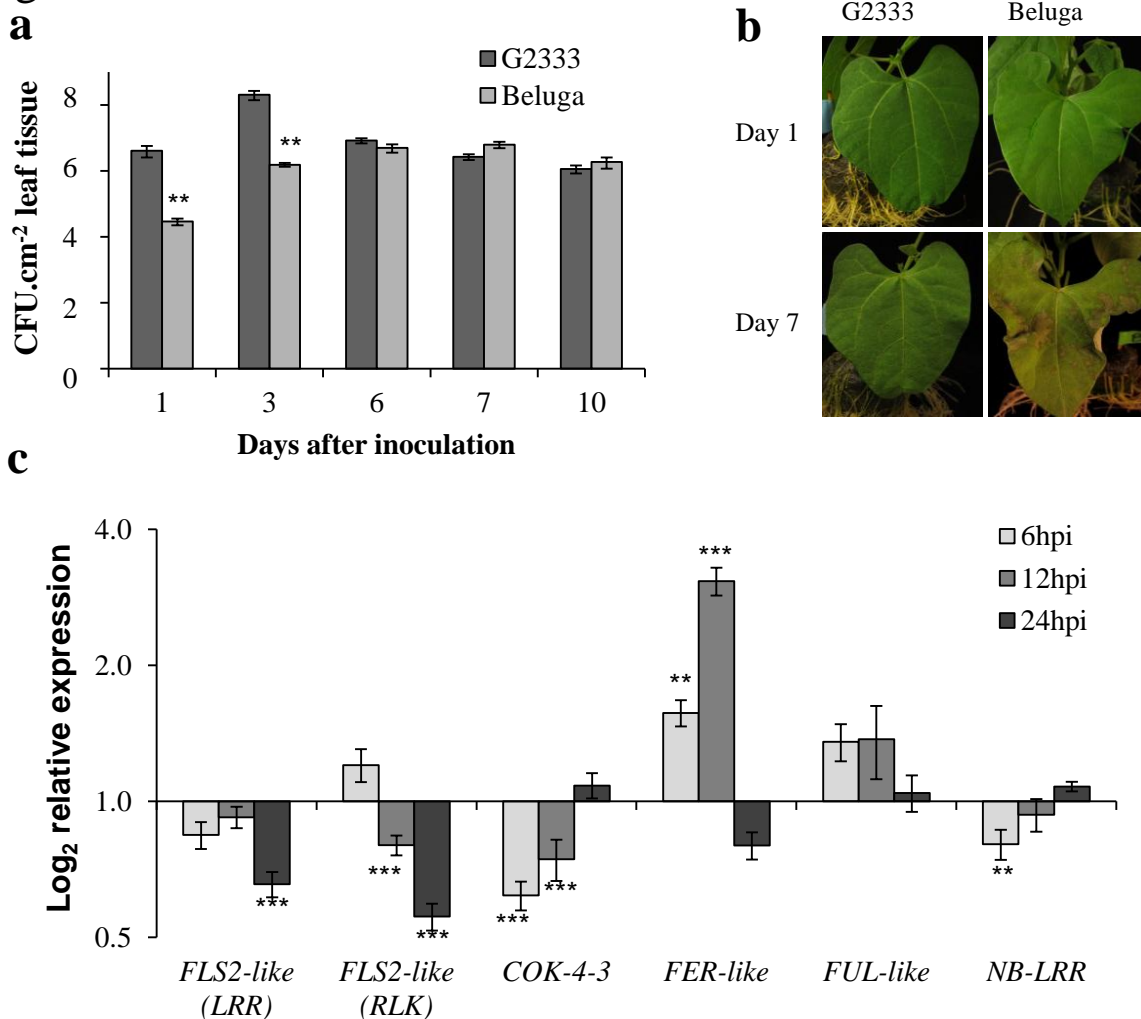 a
G2333
Beluga
CFU.cm-2 leaf tissue
8
6
4
2
0
**
**
1 3 6 7 10
Days after inoculation
b
G2333 Beluga
Day 1
Day 7
c
Log2 relative expression
4.0
2.0
1.0
0.5
6hpi
12hpi
24hpi
***
**
***
***
***
***
***
**
FLS2-like (LRR)
FLS2-like (RLK)
COK-4-3
FER-like
FUL-like
NB-LRR